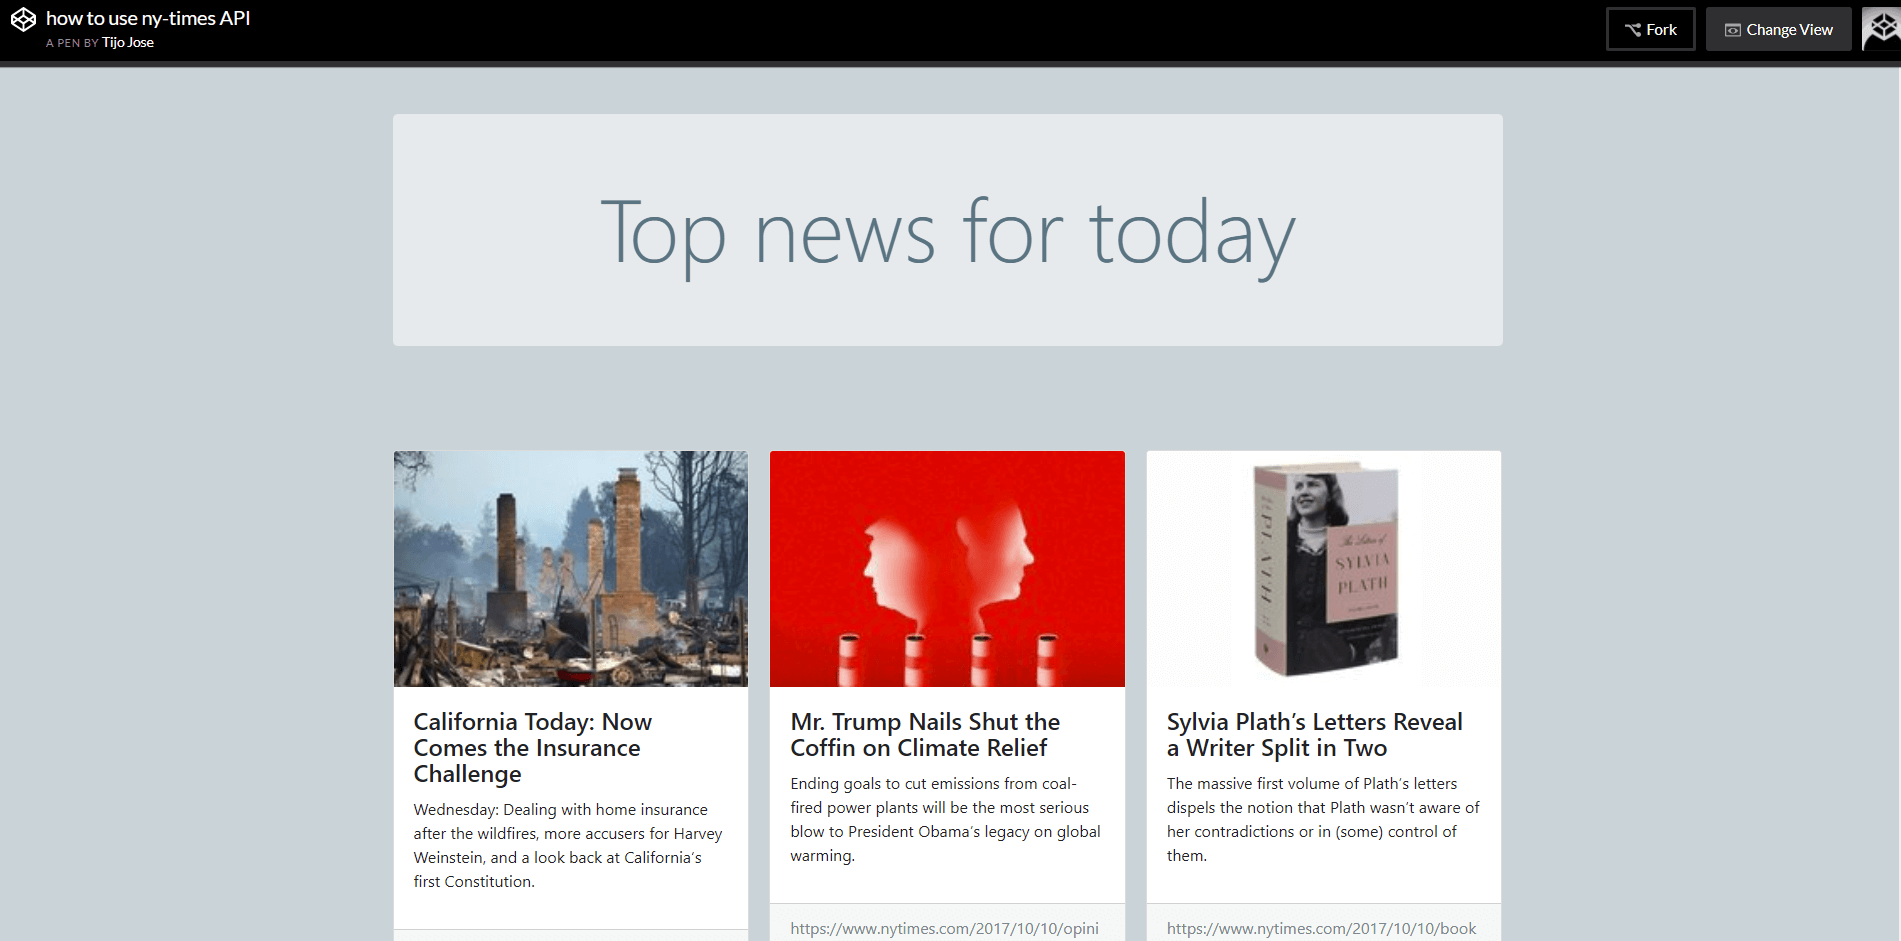 how to use ny-times API
A PEN BY Tijo Jose
Fork
Change View
Top news for today
The Letters of
SYLVIA
PLATH
PLATH
California Today: Now
Comes the Insurance
Challenge
Wednesday: Dealing with home insurance
after the wildfires, more accusers for Harvey
Weinstein, and a look back at California’s
first Constitution.
Mr. Trump Nails Shut the
Coffin on Climate Relief
Ending goals to cut emissions from coal-
fired power plants will be the most serious
blow to President Obama’s legacy on global
warming.
https://www.nytimes.com/2017/10/10/opini
Sylvia Plath’s Letters Reveal
a Writer Split in Two
The massive first volume of Plath’s letters
dispels the notion that Plath wasn’t aware of
her contradictions or in (some) control of
them.
https://www.nytimes.com/2017/10/10/book